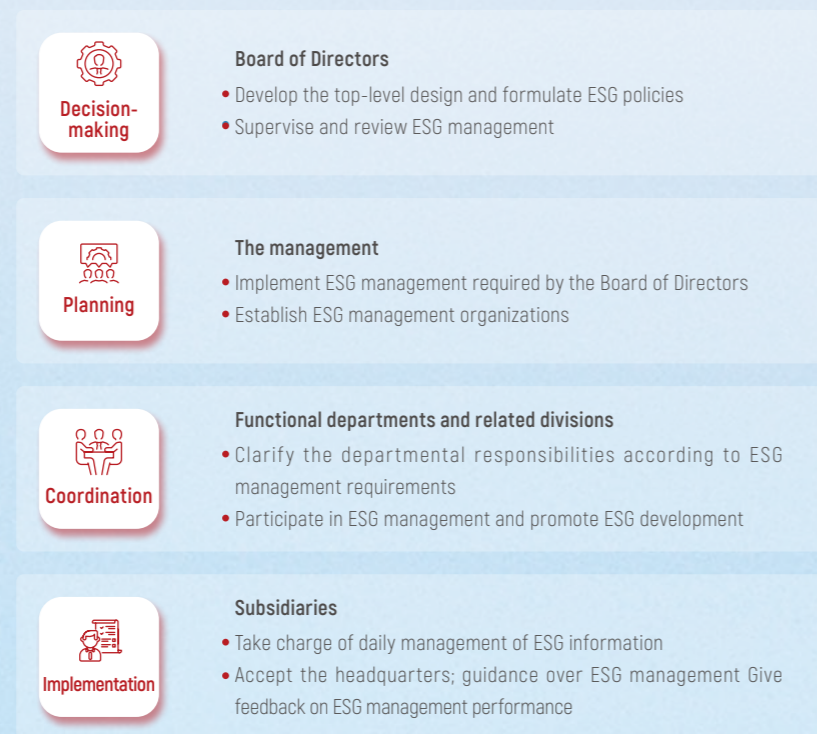 Decision-
making
Board of Directors
• Develop the top-level design and formulate ESG policies
• Supervise and review ESG management
Planning
The management
• Implement ESG management required by the Board of Directors
• Establish ESG management organizations
Coordination
Functional departments and related divisions
• Clarify the departmental responsibilities according to ESG
management requirements
• Participate in ESG management and promote ESG development
Implementation
Subsidiaries
• Take charge of daily management of ESG information
• Accept the headquarters; guidance over ESG management Give
feedback on ESG management performance